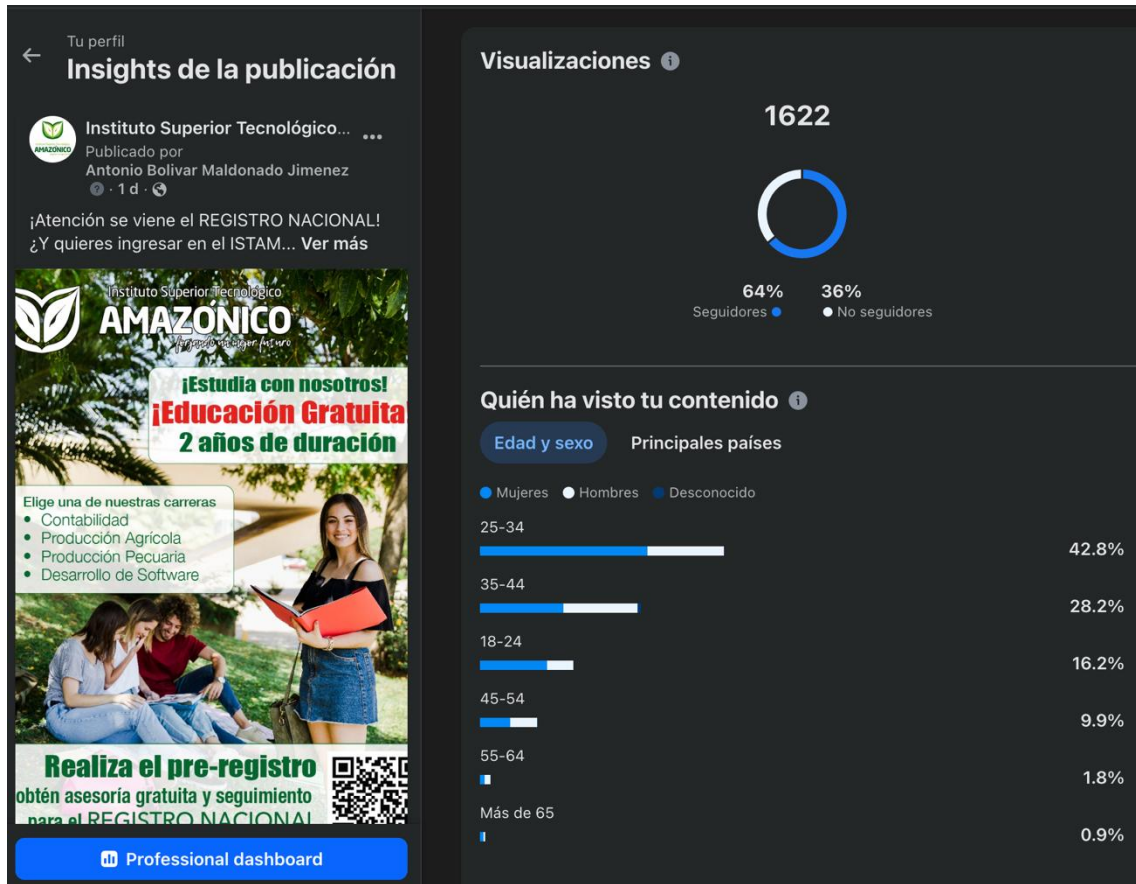 Tu perfil
Insights de la publicación
Instituto Superior Tecnológico...
Publicado por
Antonio Bolivar Maldonado Jimenez
1 d
¡Atención se viene el REGISTRO NACIONAL!
¿Y quieres ingresar en el ISTAM... Ver más
Instituto Superior Tecnológico
AMAZÓNICO
forjando un mejor futuro
¡Estudia con nosotros!
¡Educación Gratuita!
2 años de duración
Elige una de nuestras carreras
• Contabilidad
• Producción Agrícola
• Producción Pecuaria
• Desarrollo de Software
Realiza el pre-registro
obtén asesoría gratuita y seguimiento
para el REGISTRO NACIONAL
Professional dashboard
Visualizaciones
1622
64% 36%
Seguidores No seguidores
Quién ha visto tu contenido
Edad y sexo Principales países
Mujeres Hombres Desconocido
25-34
42.8%
35-44
28.2%
18-24
16.2%
45-54
9.9%
55-64
1.8%
Más de 65
0.9%